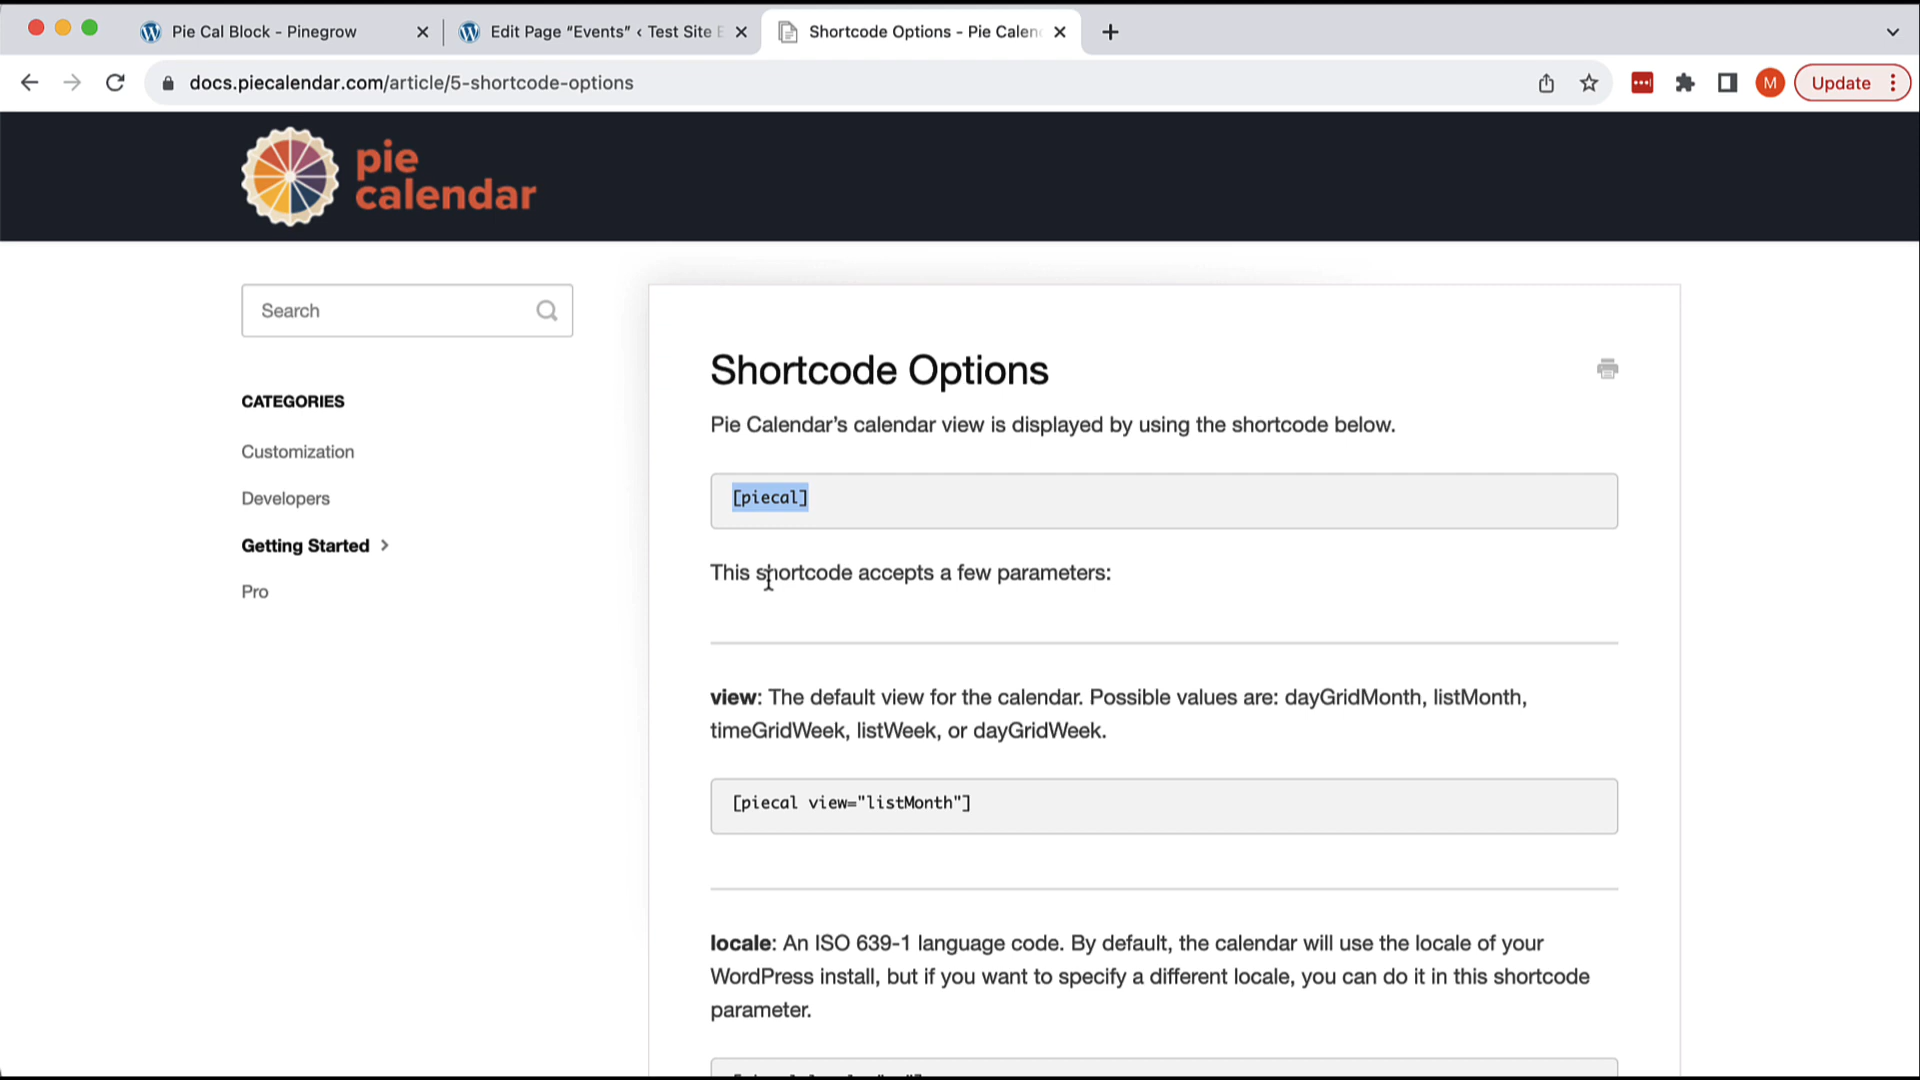 Pie Cal Block - Pinegrow
Edit Page “Events” ‹ Test Site
Shortcode Options - Pie Calen
docs.piecalendar.com/article/5-shortcode-options
M
Update
pie
calendar
Search
CATEGORIES
Customization
Developers
Getting Started
Pro
Shortcode Options
Pie Calendar’s calendar view is displayed by using the shortcode below.
[piecal]
This shortcode accepts a few parameters:
view: The default view for the calendar. Possible values are: dayGridMonth, listMonth,
timeGridWeek, listWeek, or dayGridWeek.
[piecal view="listMonth"]
locale: An ISO 639-1 language code. By default, the calendar will use the locale of your
WordPress install, but if you want to specify a different locale, you can do it in this shortcode
parameter.